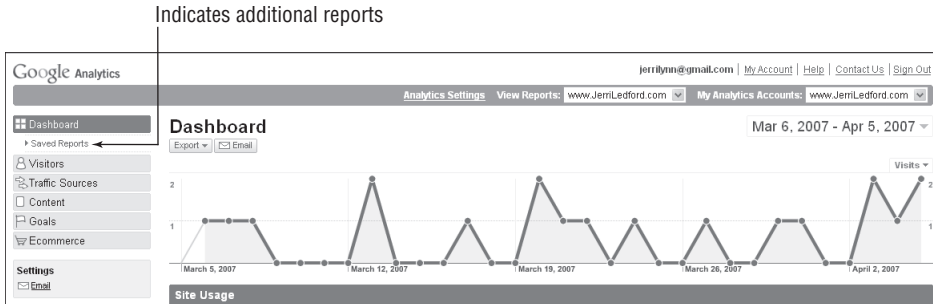 Indicates additional reports
Google Analytics
jerrilynn@gmail.com | My Account | Help | Contact Us | Sign Out
Analytics Settings View Reports: www.JerriLedford.com My Analytics Accounts: www.JerriLedford.com
Dashboard
Saved Reports
Visitors
Traffic Sources
Content
Goals
Ecommerce
Settings
Email
Dashboard
Mar 6, 2007 - Apr 5, 2007
Export Email
Visits
2 2
1 1
March 5, 2007 March 12, 2007 March 19, 2007 March 26, 2007 April 2, 2007
Site Usage